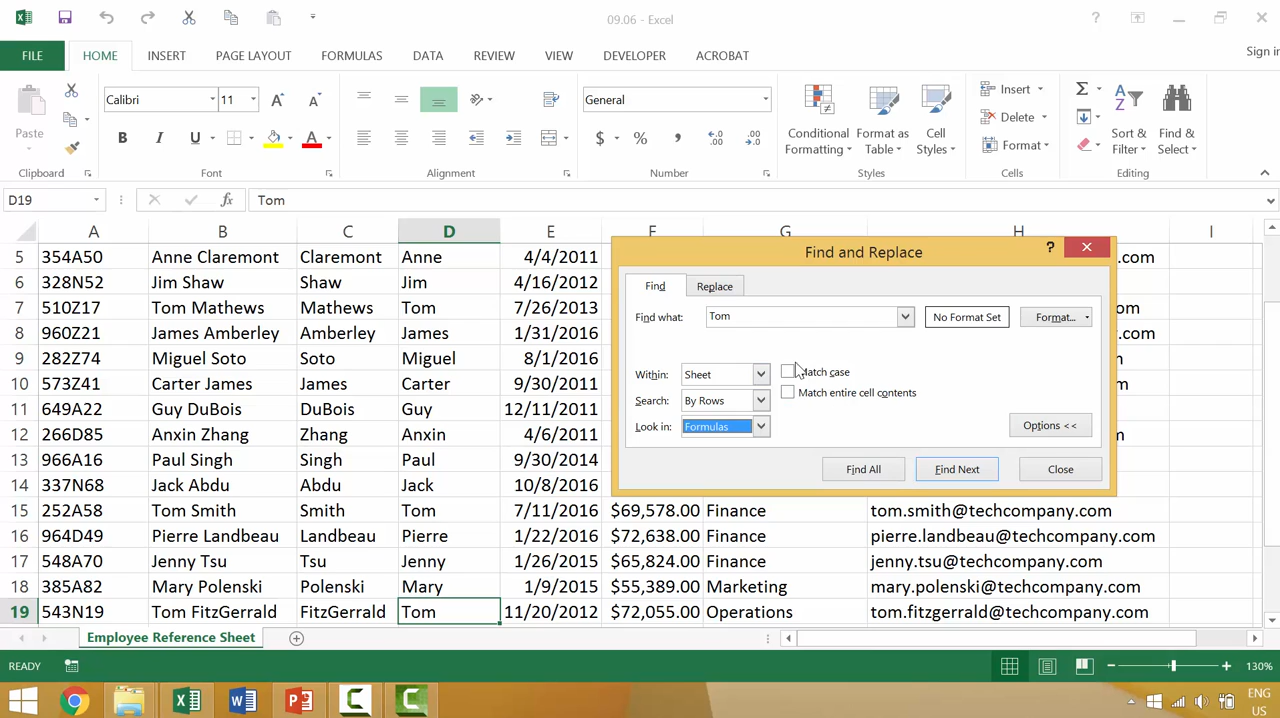 09.06 - Excel
FILE HOME INSERT PAGE LAYOUT FORMULAS DATA REVIEW VIEW DEVELOPER ACROBAT Sign in
Calibri 11 General
Paste
Conditional Formatting
Format as Table
Cell Styles
Insert
Delete
Format
Sort & Filter
Find & Select
Clipboard Font Alignment Number Styles Cells Editing
D19 fx Tom
A B C D E F G H I
5 354A50 Anne Claremont Claremont Anne 4/4/2011 .com
6 328N52 Jim Shaw Shaw Jim 4/16/2012
7 510Z17 Tom Mathews Mathews Tom 7/26/2013 com
8 960Z21 James Amberley Amberley James 1/31/2016 .com
9 282Z74 Miguel Soto Soto Miguel 8/1/2016
10 573Z41 Carter James James Carter 9/30/2011 om
11 649A22 Guy DuBois DuBois Guy 12/11/2011
12 266D85 Anxin Zhang Zhang Anxin 4/6/2011
13 966A16 Paul Singh Singh Paul 9/30/2014
14 337N68 Jack Abdu Abdu Jack 10/8/2016
15 252A58 Tom Smith Smith Tom 7/11/2016 $69,578.00 Finance tom.smith@techcompany.com
16 964D49 Pierre Landbeau Landbeau Pierre 1/22/2016 $72,638.00 Finance pierre.landbeau@techcompany.com
17 548A70 Jenny Tsu Tsu Jenny 1/26/2015 $65,824.00 Finance jenny.tsu@techcompany.com
18 385A82 Mary Polenski Polenski Mary 1/9/2015 $55,389.00 Marketing mary.polenski@techcompany.com
19 543N19 Tom FitzGerrald FitzGerrald Tom 11/20/2012 $72,055.00 Operations tom.fitzgerrald@techcompany.com
Find and Replace
Find Replace
Find what: Tom No Format Set Format...
Within: Sheet Match case
Search: By Rows Match entire cell contents
Look in: Formulas Options <<
Find All Find Next Close
Employee Reference Sheet
READY 130%
ENG
US